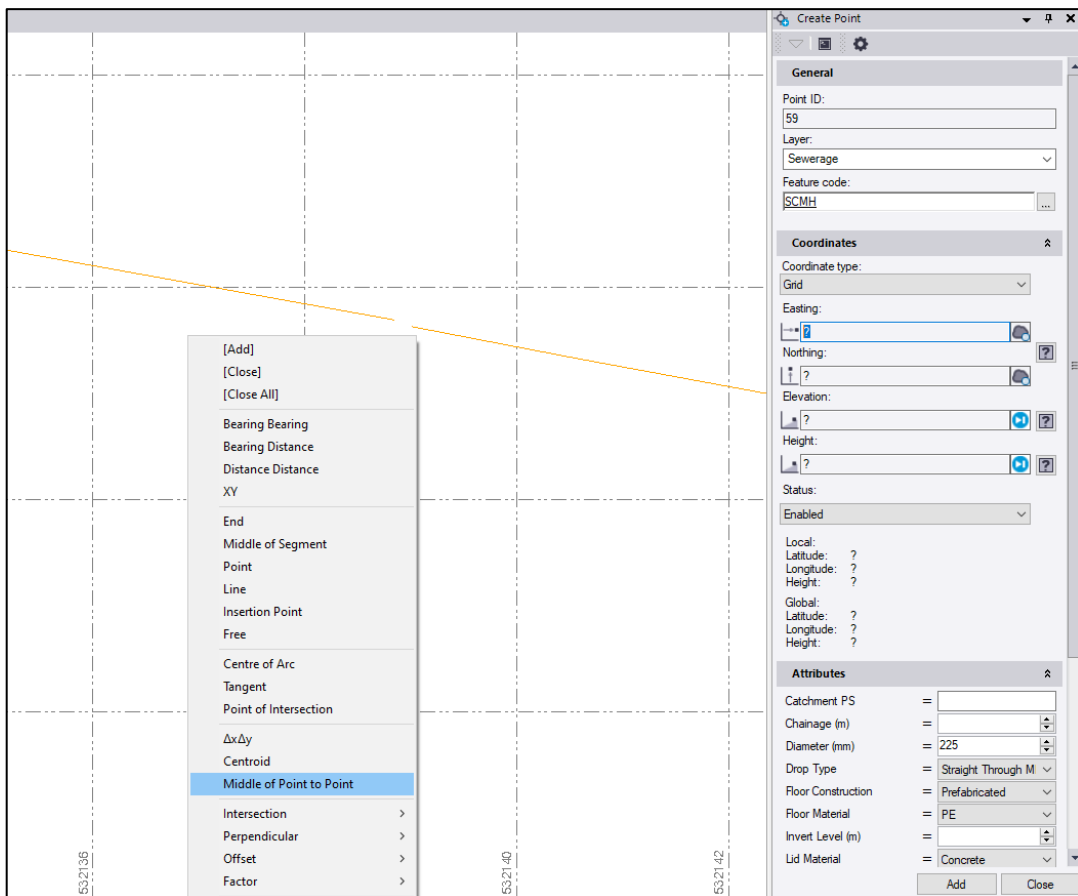 Create Point
General
Point ID:
59
Layer:
Sewerage
Feature code:
SCMH
...
Coordinates
Coordinate type:
Grid
Easting:
?
Northing:
?
?
Elevation:
?
?
Height:
?
?
Status:
Enabled
Local:
Latitude: ?
Longitude: ?
Height: ?
Global:
Latitude: ?
Longitude: ?
Height: ?
Attributes
Catchment PS =
Chainage (m) =
Diameter (mm) = 225
Drop Type = Straight Through M
Floor Construction = Prefabricated
Floor Material = PE
Invert Level (m) =
Lid Material = Concrete
Add Close
[Add]
[Close]
[Close All]
Bearing Bearing
Bearing Distance
Distance Distance
XY
End
Middle of Segment
Point
Line
Insertion Point
Free
Centre of Arc
Tangent
Point of Intersection
ΔxΔy
Centroid
Middle of Point to Point
Intersection >
Perpendicular >
Offset >
Factor >
532136
532140
532142